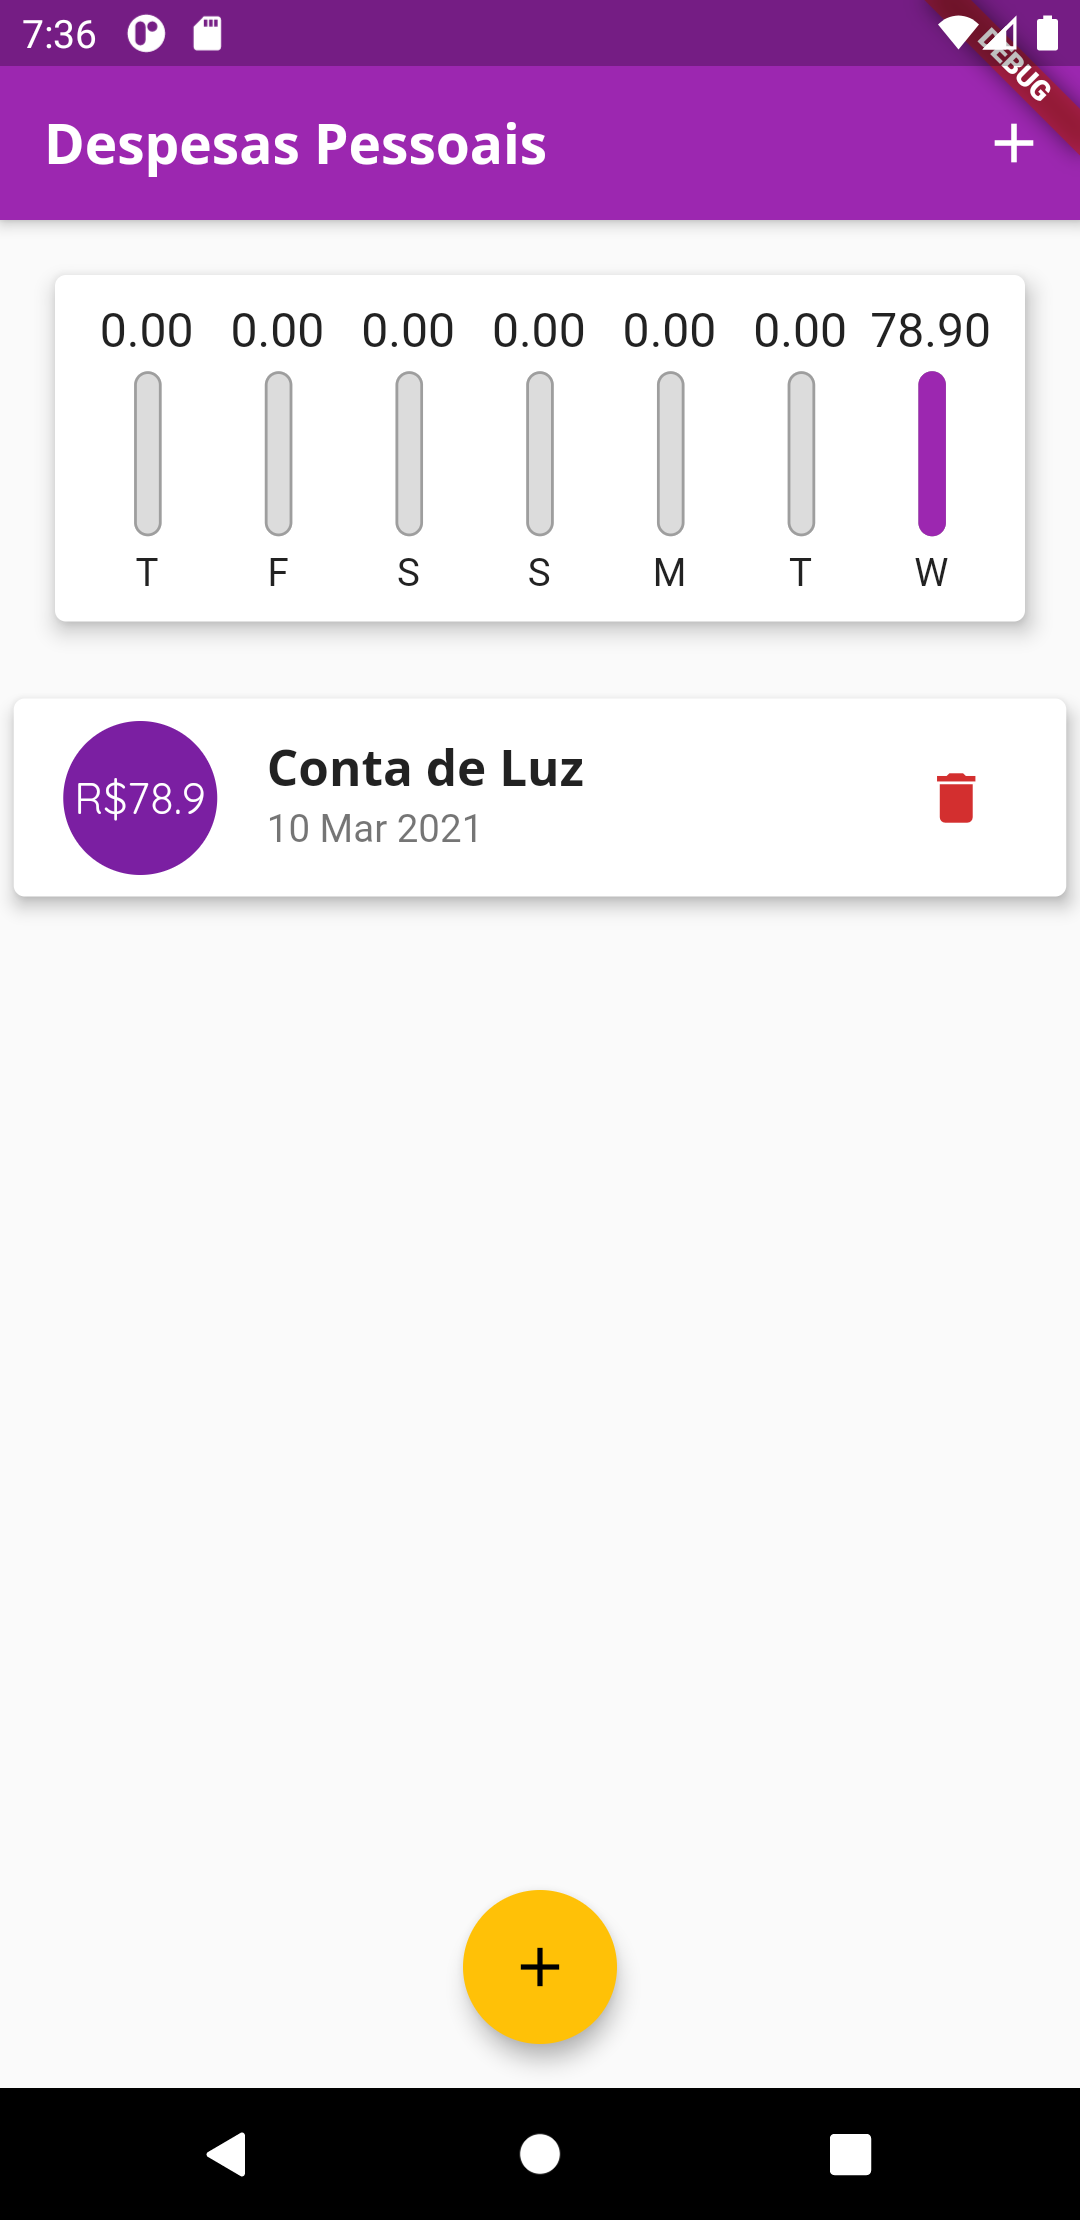 7:36
DEBUG
Despesas Pessoais
0.00 0.00 0.00 0.00 0.00 0.00 78.90
T F S S M T W
R$78.9
Conta de Luz
10 Mar 2021